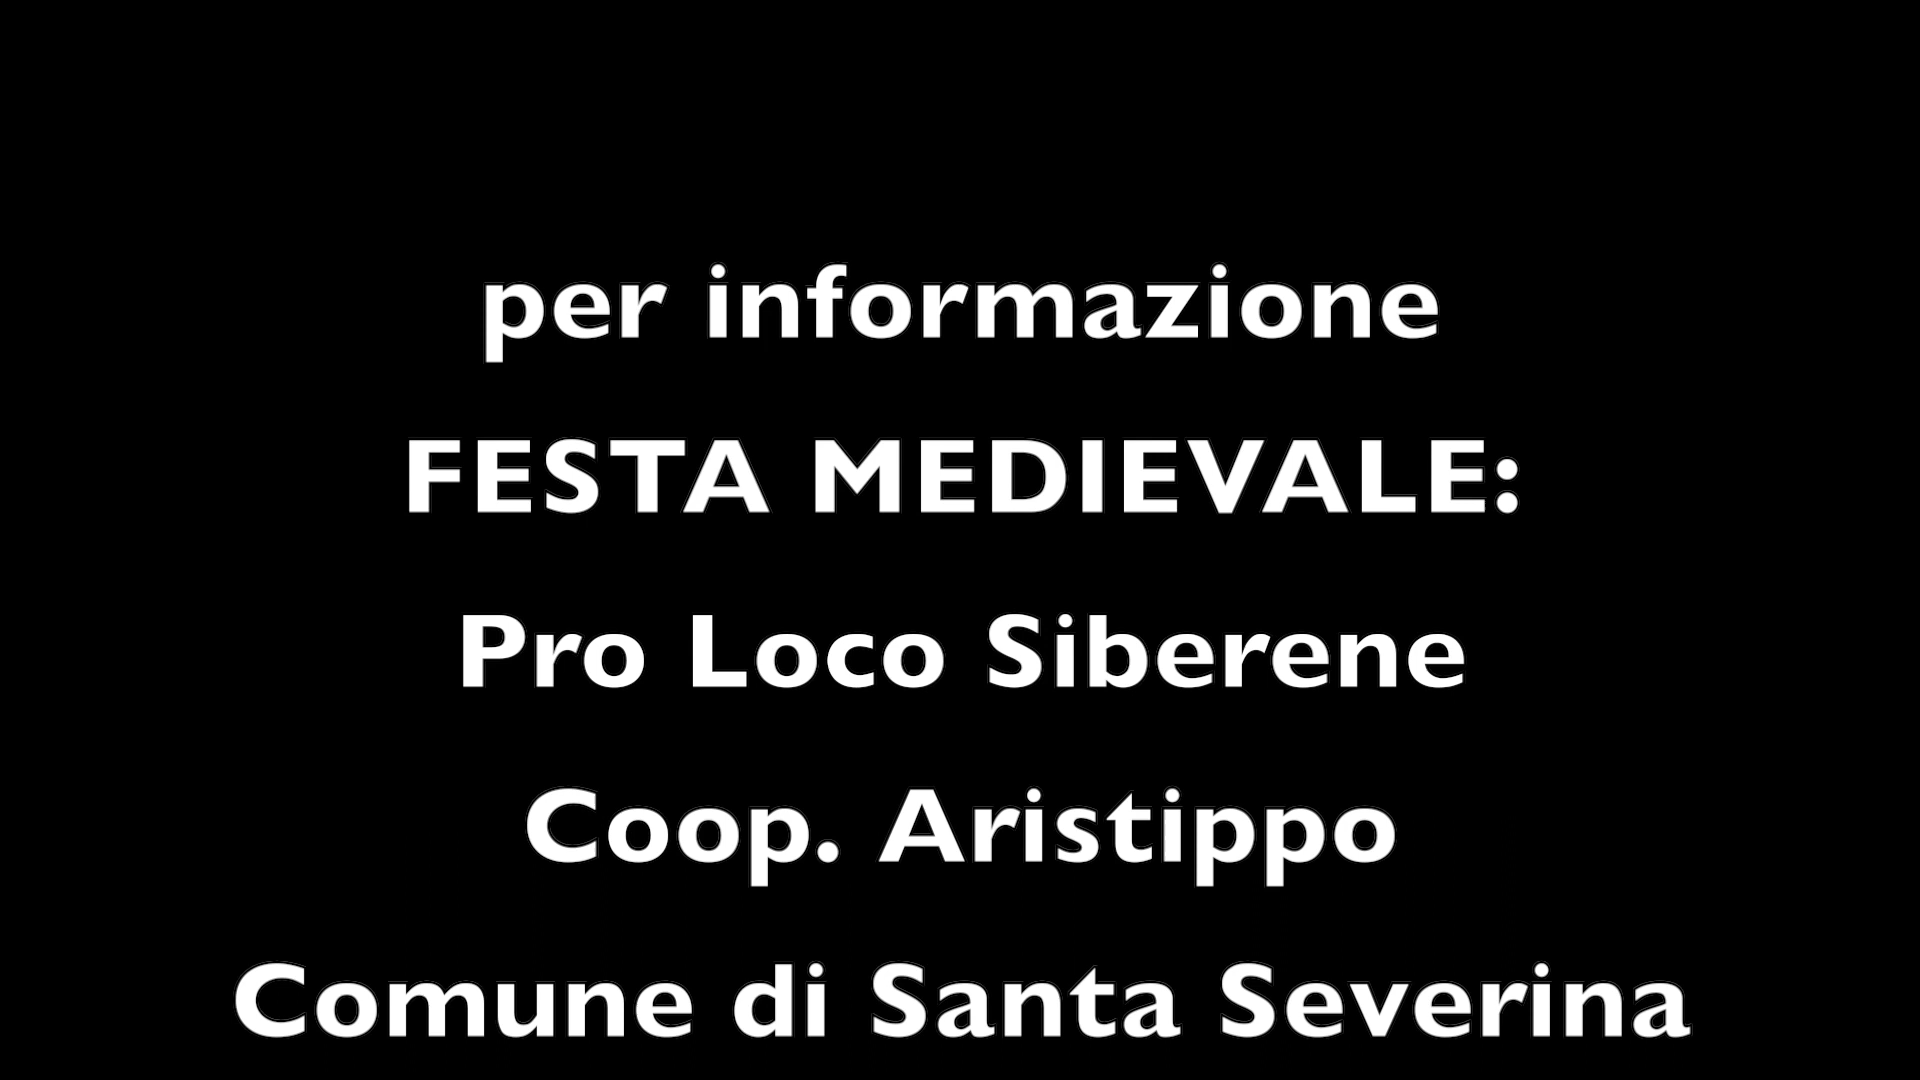 per informazione
FESTA MEDIEVALE:
Pro Loco Siberene
Coop. Aristippo
Comune di Santa Severina